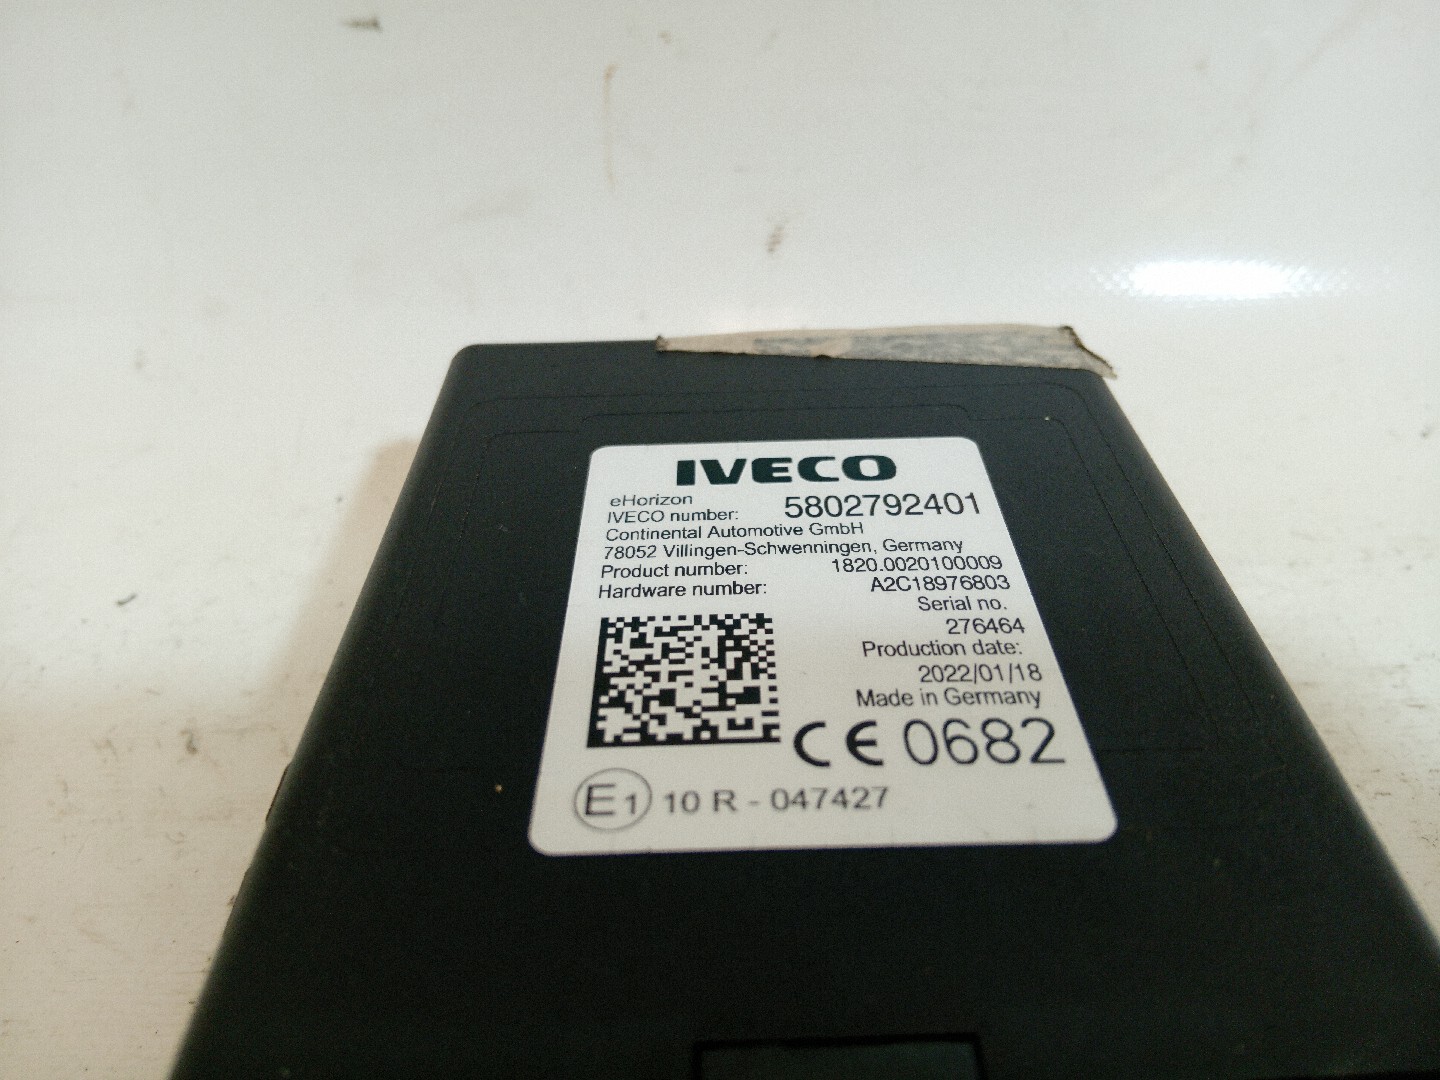 IVECO
eHorizon
IVECO number: 5802792401
Continental Automotive GmbH
78052 Villingen-Schwenningen, Germany
Product number: 1820.0020100009
Hardware number: A2C18976803
Serial no.
276464
Production date:
2022/01/18
Made in Germany
CE 0682
E1 10 R - 047427